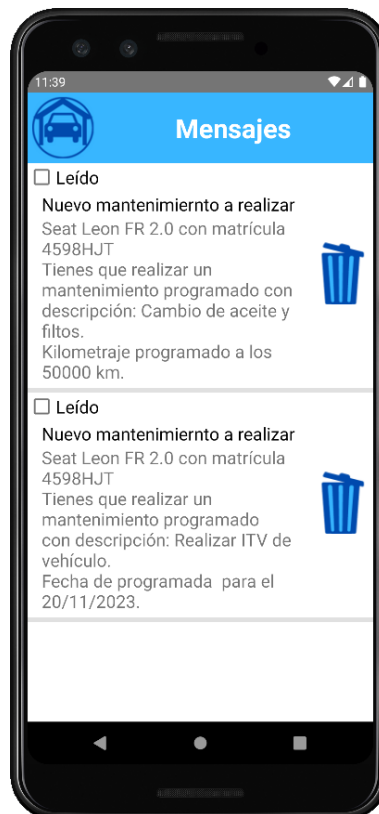 11:39
Mensajes
Leído
Nuevo mantenimiernto a realizar
Seat Leon FR 2.0 con matrícula
4598HJT
Tienes que realizar un
mantenimiento programado con
descripción: Cambio de aceite y
filtos.
Kilometraje programado a los
50000 km.
Leído
Nuevo mantenimiernto a realizar
Seat Leon FR 2.0 con matrícula
4598HJT
Tienes que realizar un
mantenimiento programado
con descripción: Realizar ITV de
vehículo.
Fecha de programada  para el
20/11/2023.